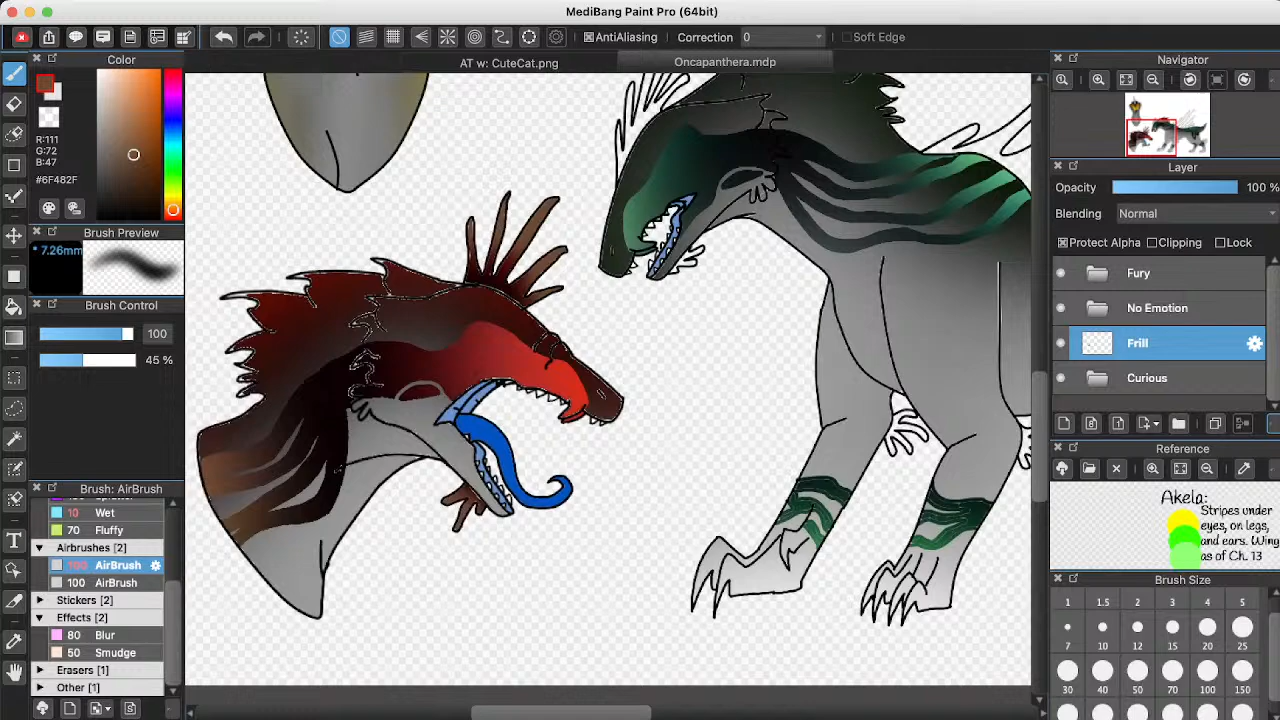 MediBang Paint Pro (64bit)
AntiAliasing
Correction 0
Soft Edge
Color
AT w: CuteCat.png
Oncapanthera.mdp
Navigator
R:111
G:72
B:47
#6F482F
Layer
Opacity 100 %
Blending Normal
Protect Alpha Clipping Lock
Brush Preview
* 7.26mm
Fury
No Emotion
Frill
Curious
Brush Control
100
45 %
Reference
Akela:
Stripes under
eyes, on legs,
and ears. Wing
as of Ch. 13
Brush: AirBrush
10 Wet
70 Fluffy
Airbrushes [2]
100 AirBrush
100 AirBrush
Stickers [2]
Effects [2]
80 Blur
50 Smudge
Erasers [1]
Other [1]
Brush Size
1 1.5 2 3 4 5
7 10 12 15 20 25
30 40 50 70 100 150